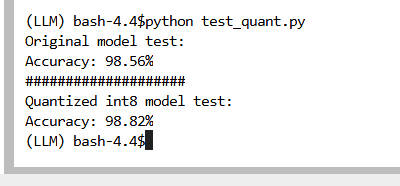 (LLM) bash-4.4$python test_quant.py
Original model test:
Accuracy: 98.56%
####################
Quantized int8 model test:
Accuracy: 98.82%
(LLM) bash-4.4$